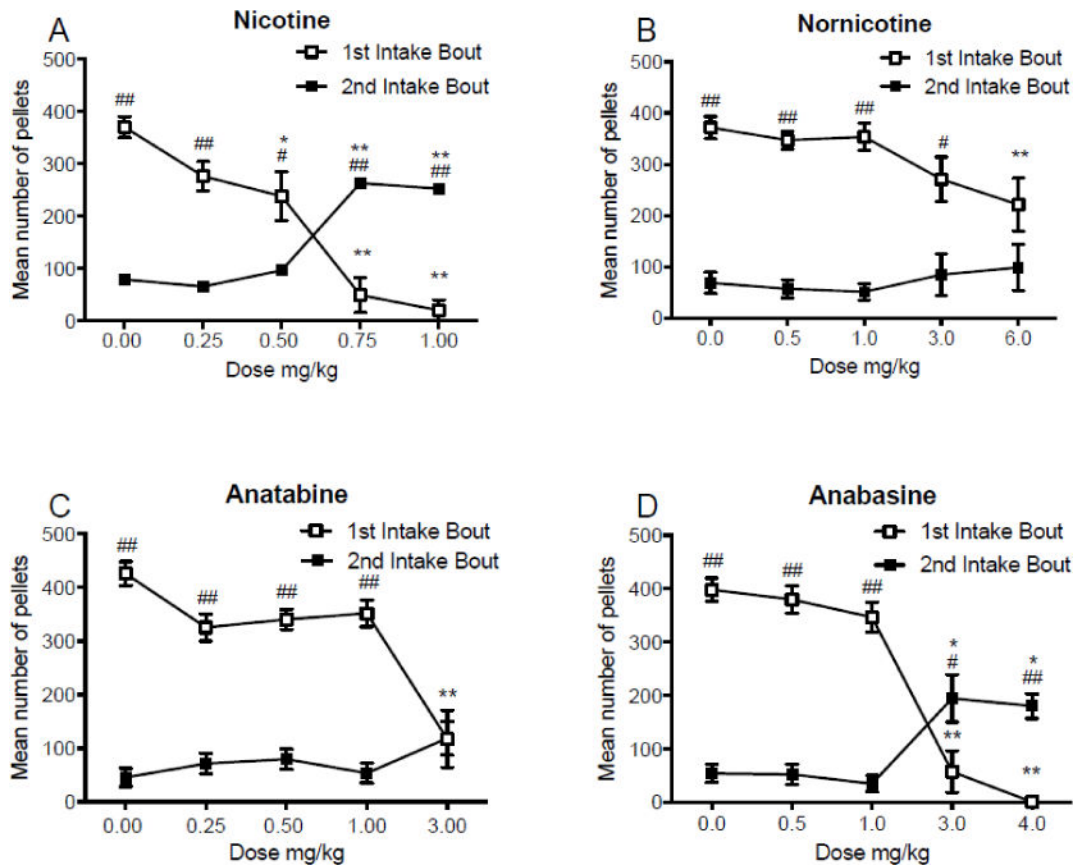 A
Nicotine
1st Intake Bout
2nd Intake Bout
Mean number of pellets
500
400
300
200
100
0
##
##
*
#
**
##
**
##
**
**
0.00 0.25 0.50 0.75 1.00
Dose mg/kg
B
Nornicotine
1st Intake Bout
2nd Intake Bout
Mean number of pellets
500
400
300
200
100
0
##
##
##
#
**
0.0 0.5 1.0 3.0 6.0
Dose mg/kg
C
Anatabine
1st Intake Bout
2nd Intake Bout
Mean number of pellets
500
400
300
200
100
0
##
##
##
##
**
0.00 0.25 0.50 1.00 3.00
Dose mg/kg
D
Anabasine
1st Intake Bout
2nd Intake Bout
Mean number of pellets
500
400
300
200
100
0
##
##
##
*
#
*
##
**
**
0.0 0.5 1.0 3.0 4.0
Dose mg/kg